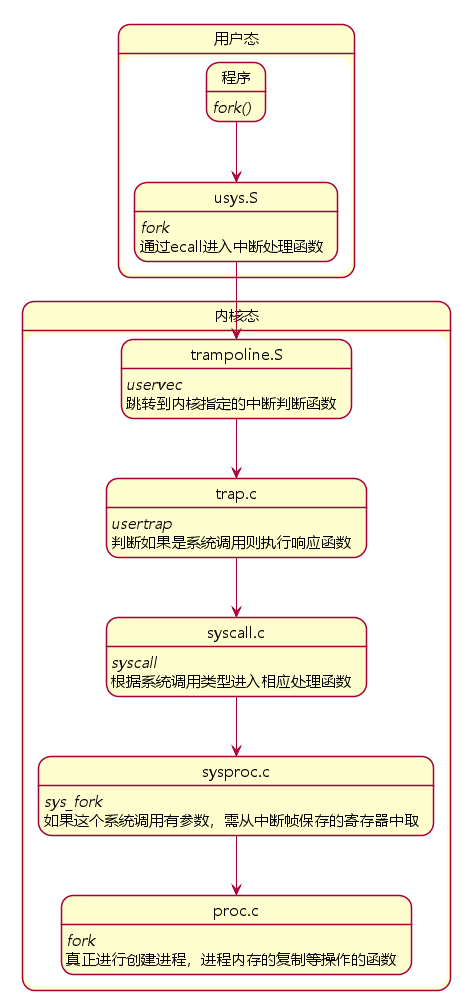 用户态
程序
fork()
usys.S
fork
通过ecall进入中断处理函数
内核态
trampoline.S
uservec
跳转到内核指定的中断判断函数
trap.c
usertrap
判断如果是系统调用则执行响应函数
syscall.c
syscall
根据系统调用类型进入相应处理函数
sysproc.c
sys_fork
如果这个系统调用有参数，需从中断帧保存的寄存器中取
proc.c
fork
真正进行创建进程，进程内存的复制等操作的函数